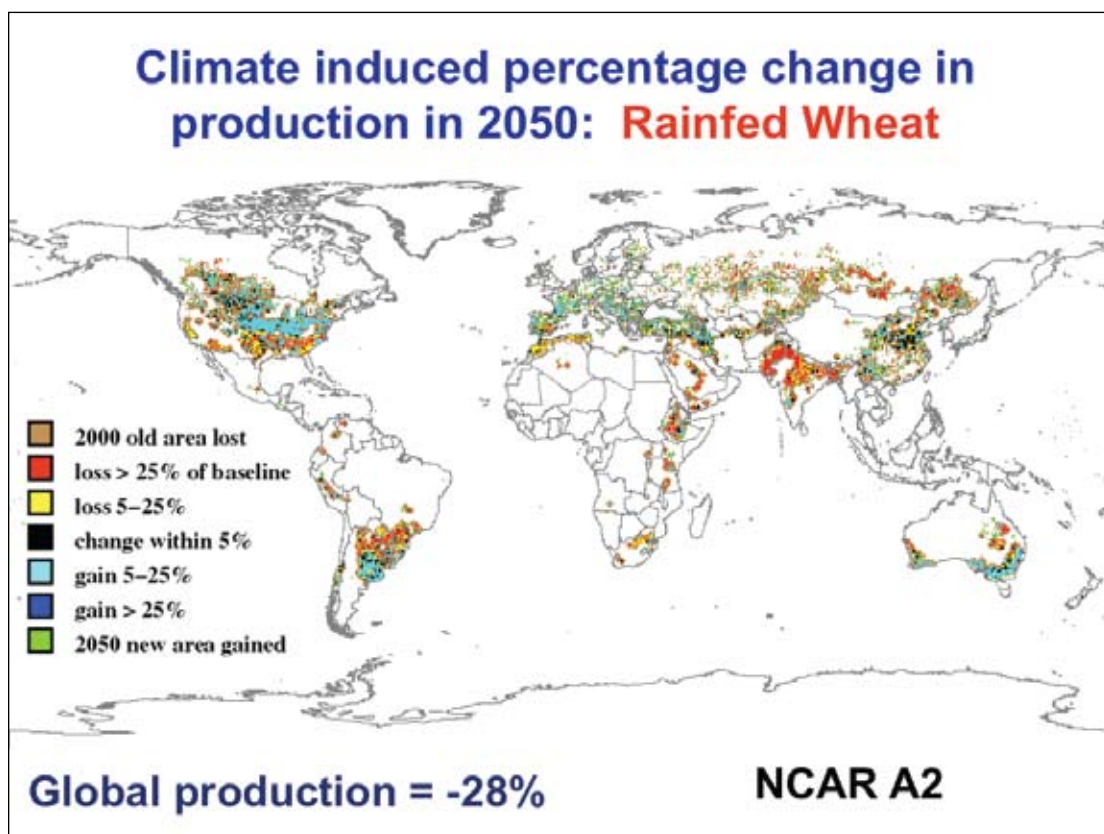 Climate induced percentage change in
production in 2050: Rainfed Wheat
2000 old area lost
loss > 25% of baseline
loss 5–25%
change within 5%
gain 5–25%
gain > 25%
2050 new area gained
Global production = -28%
NCAR A2